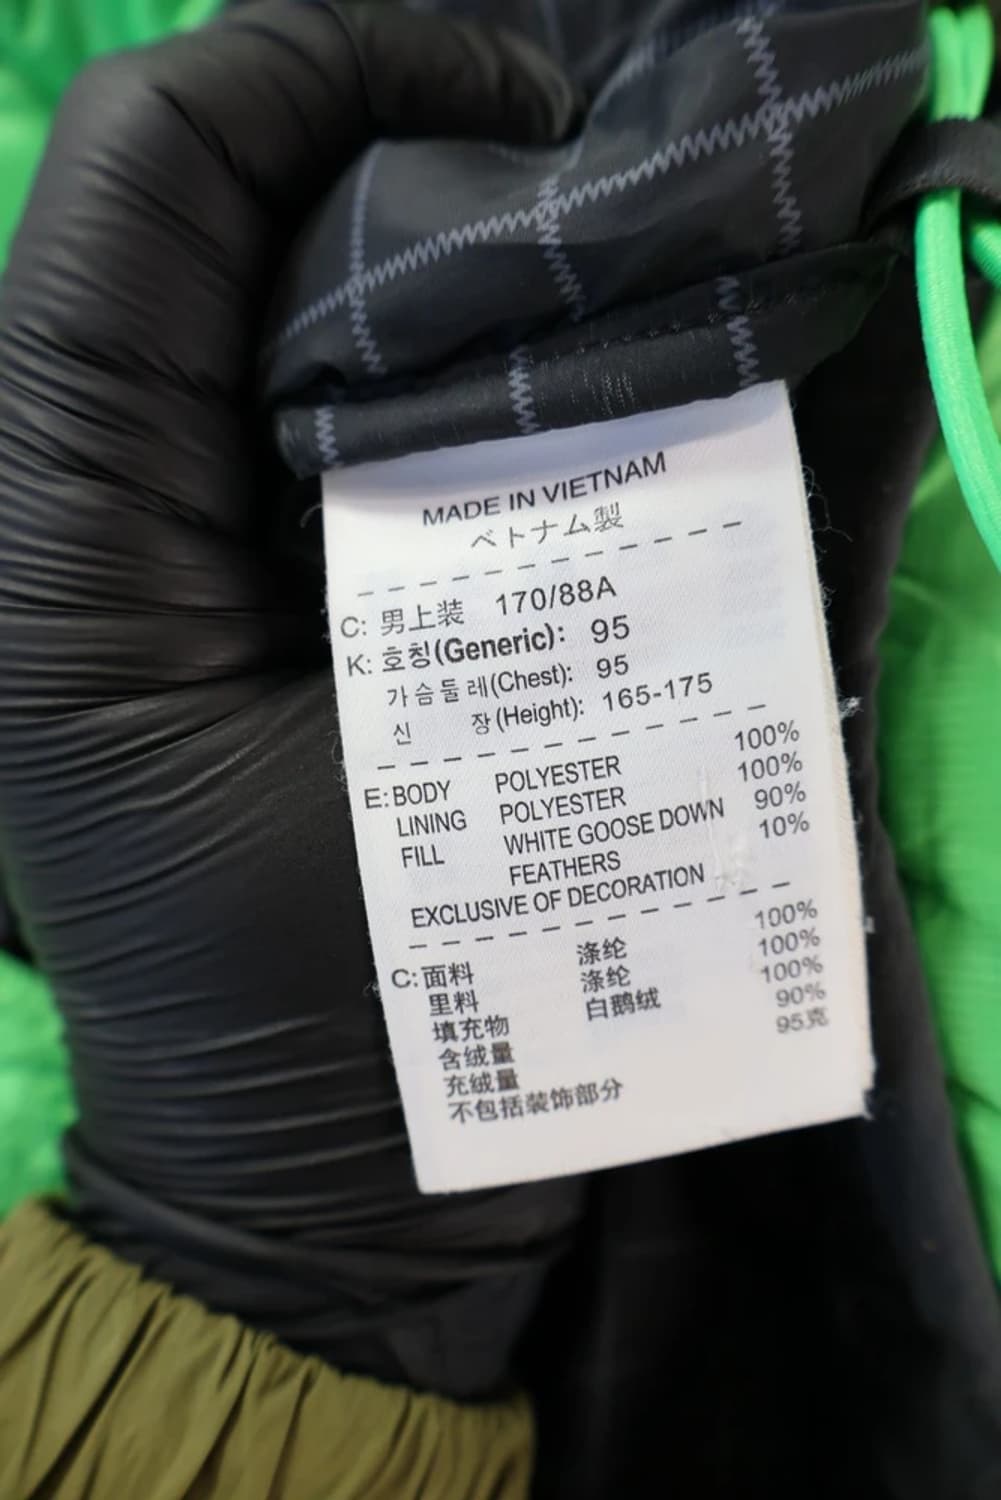 MADE IN VIETNAM
ベトナム製
C: 男上装 170/88A
K: 호칭(Generic): 95
가슴둘레(Chest): 95
신 장(Height): 165-175
E: BODY POLYESTER 100%
LINING POLYESTER 100%
FILL WHITE GOOSE DOWN 90%
FEATHERS 10%
EXCLUSIVE OF DECORATION
C: 面料 涤纶 100%
里料 涤纶 100%
填充物 白鹅绒 100%
含绒量 90%
充绒量 95克
不包括装饰部分